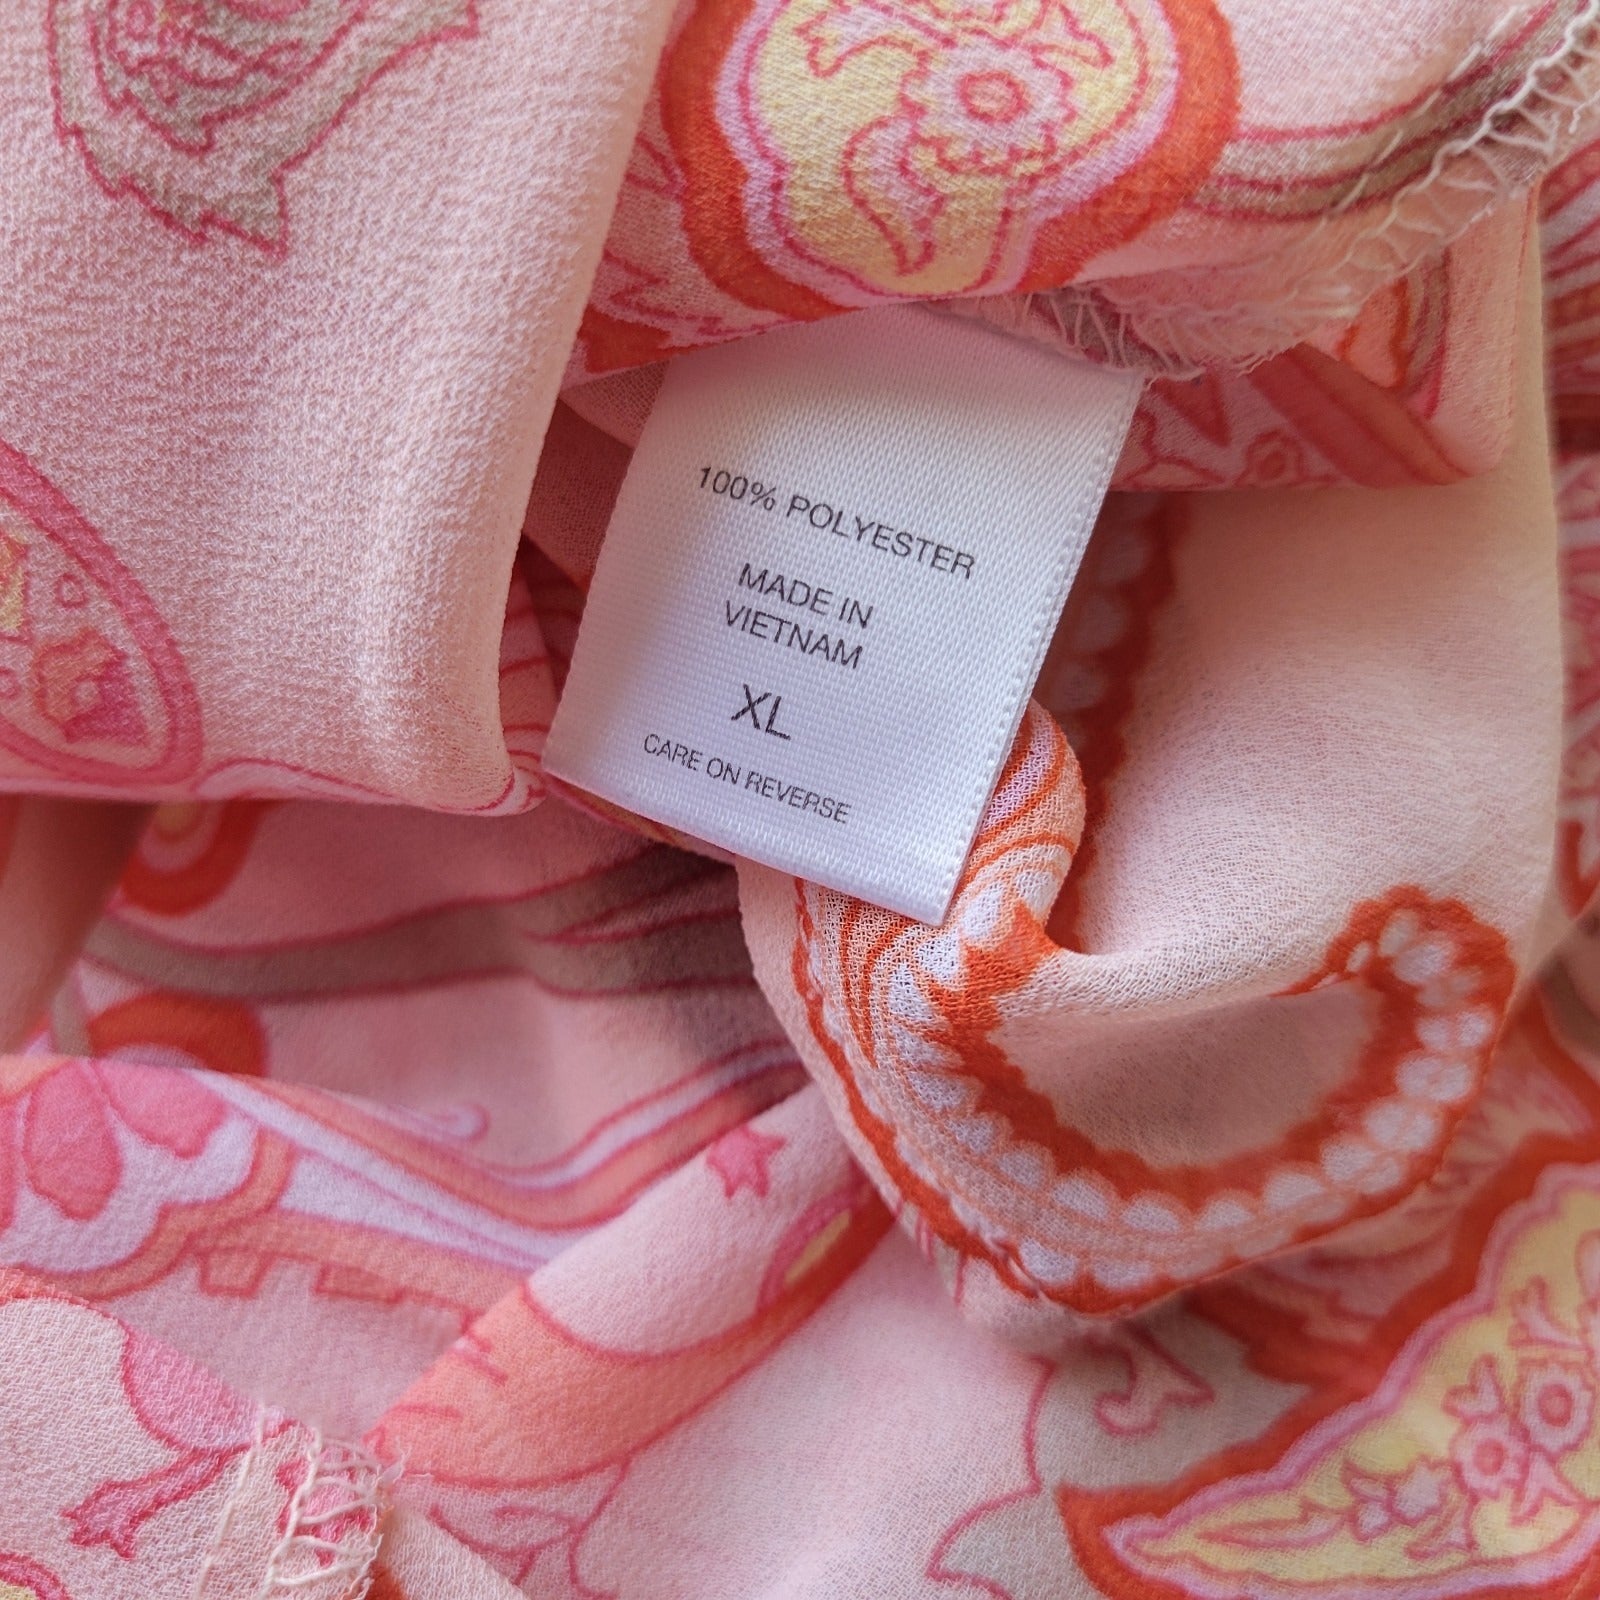 100% POLYESTER
MADE IN
VIETNAM
XL
CARE ON REVERSE